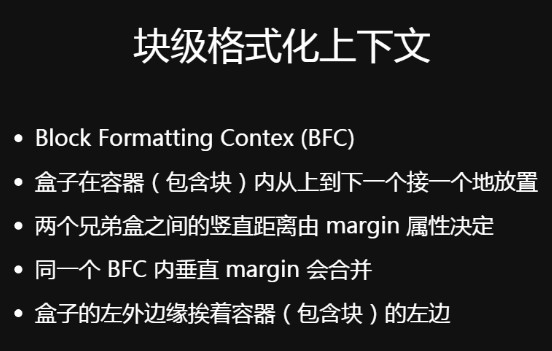 块级格式化上下文
• Block Formatting Contex (BFC)
• 盒子在容器（包含块）内从上到下一个接一个地放置
• 两个兄弟盒之间的竖直距离由 margin 属性决定
• 同一个 BFC 内垂直 margin 会合并
• 盒子的左外边缘挨着容器（包含块）的左边